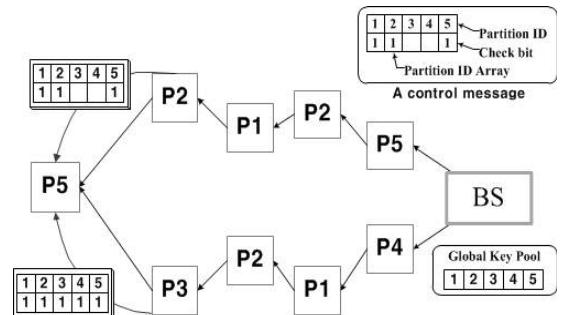 1 2 3 4 5
1 1 1
Partition ID
Check bit
Partition ID Array
A control message
1 2 3 4 5
1 1 1
P2
P1
P2
P5
P5
BS
P4
P2
P1
P3
Global Key Pool
1 2 3 4 5
1 2 3 4 5
1 1 1 1 1